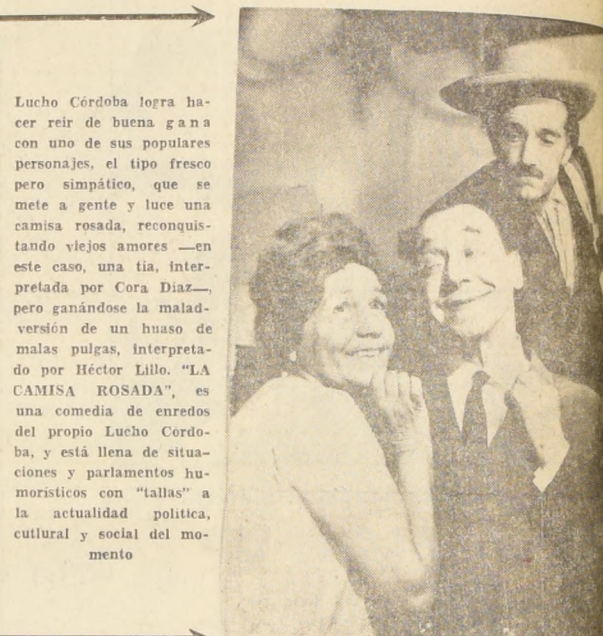 Lucho Córdoba logra ha-
cer reir de buena gana
con uno de sus populares
personajes, el tipo fresco
pero simpático, que se
mete a gente y luce una
camisa rosada, reconquis-
tando viejos amores —en
este caso, una tía, inter-
pretada por Cora Díaz—,
pero ganándose la malad-
versión de un huaso de
malas pulgas, interpreta-
do por Héctor Lillo. "LA
CAMISA ROSADA", es
una comedia de enredos
del propio Lucho Córdo-
ba, y está llena de situa-
ciones y parlamentos hu-
morísticos con "tallas" a
la actualidad política,
cutlural y social del mo-
mento